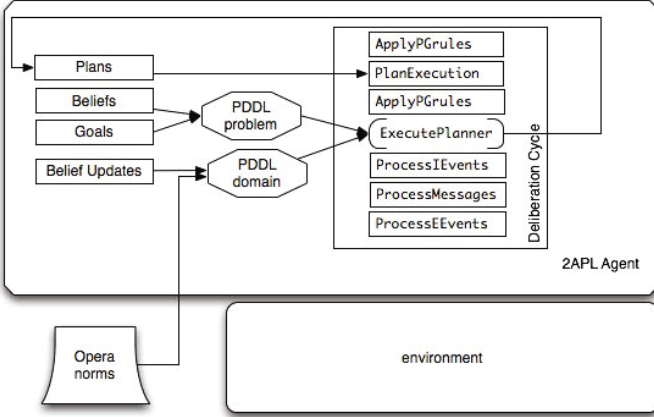 Plans
Beliefs
Goals
Belief Updates
PDDL
problem
PDDL
domain
ApplyPGrules
PlanExecution
ApplyPGrules
ExecutePlanner
ProcessIEvents
ProcessMessages
ProcessEEvents
Deliberation Cycle
2APL Agent
Opera
norms
environment